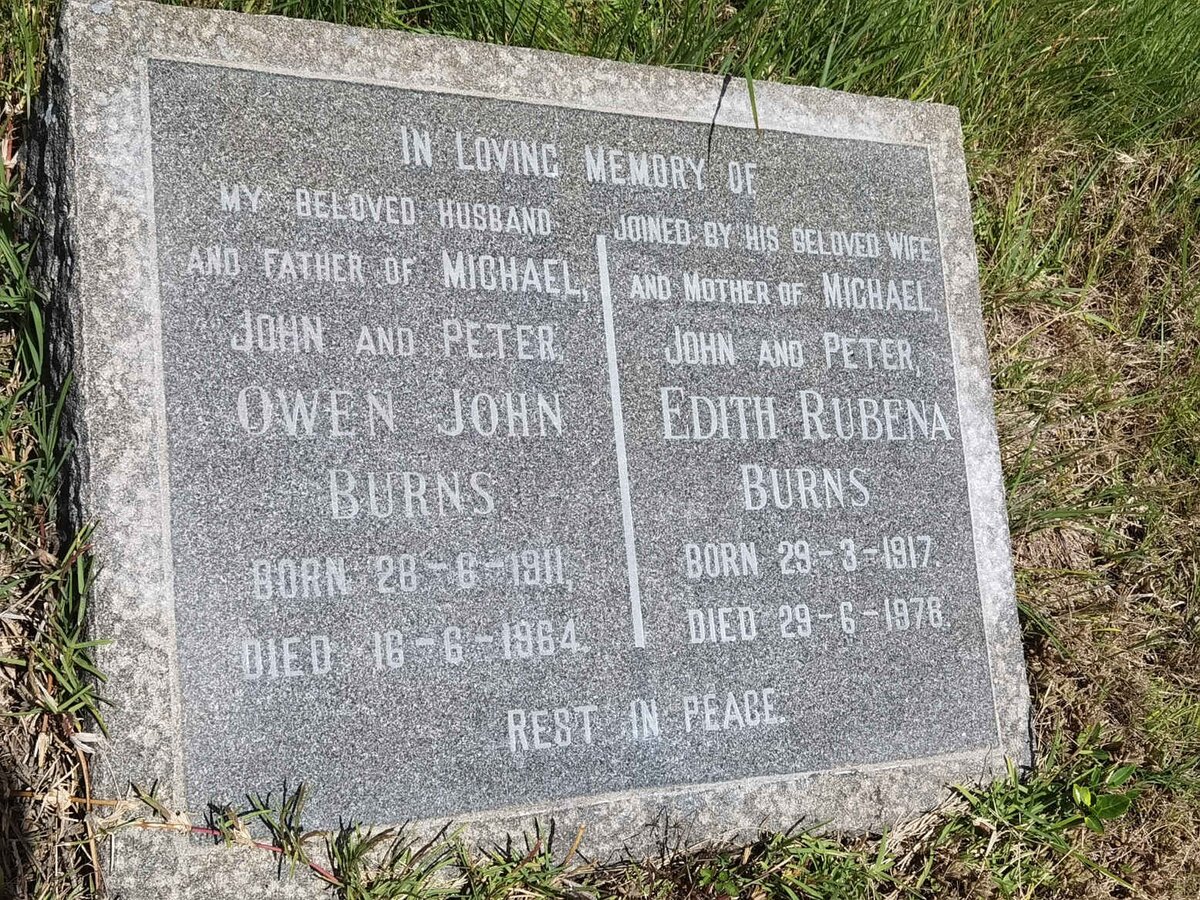 IN LOVING MEMORY OF
MY BELOVED HUSBAND
AND FATHER OF MICHAEL,
JOHN AND PETER,
OWEN JOHN
BURNS
BORN 28-6-1911,
DIED 16-6-1964.
JOINED BY HIS BELOVED WIFE
AND MOTHER OF MICHAEL,
JOHN AND PETER,
EDITH RUBENA
BURNS
BORN 29-3-1917.
DIED 29-6-1978.
REST IN PEACE.